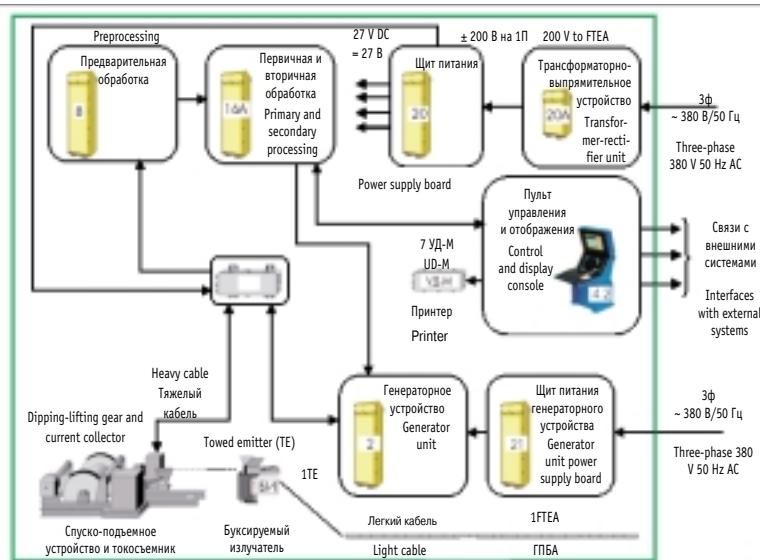 Preprocessing
Предварительная
обработка
8
Первичная и
вторичная
обработка
16А
Primary and
secondary
processing
27 V DC
= 27 В
± 200 В на 1П
200 V to FTEA
Щит питания
20
Power supply board
Трансформаторно-
выпрямительное
устройство
20А
Transfor-
mer-recti-
fier unit
3ф
~ 380 В/50 Гц
Three-phase
380 V 50 Hz AC
Пульт
управления
и отображения
Control
and display
console
4.2
7 УД-М
UD-M
УД-М
Принтер
Printer
Связи с
внешними
системами
Interfaces
with external
systems
Heavy cable
Тяжелый
кабель
Dipping-lifting gear and
current collector
Спуско-подъемное
устройство и токосъемник
Towed emitter (TE)
1TE
Буксируемый
излучатель
Генераторное
устройство
Generator
unit
2
Щит питания
генераторного
устройства
21
Generator
unit power
supply board
3ф
~ 380 В/50 Гц
Three-phase 380
V 50 Hz AC
Легкий кабель
Light cable
1FTEA
ГПБА